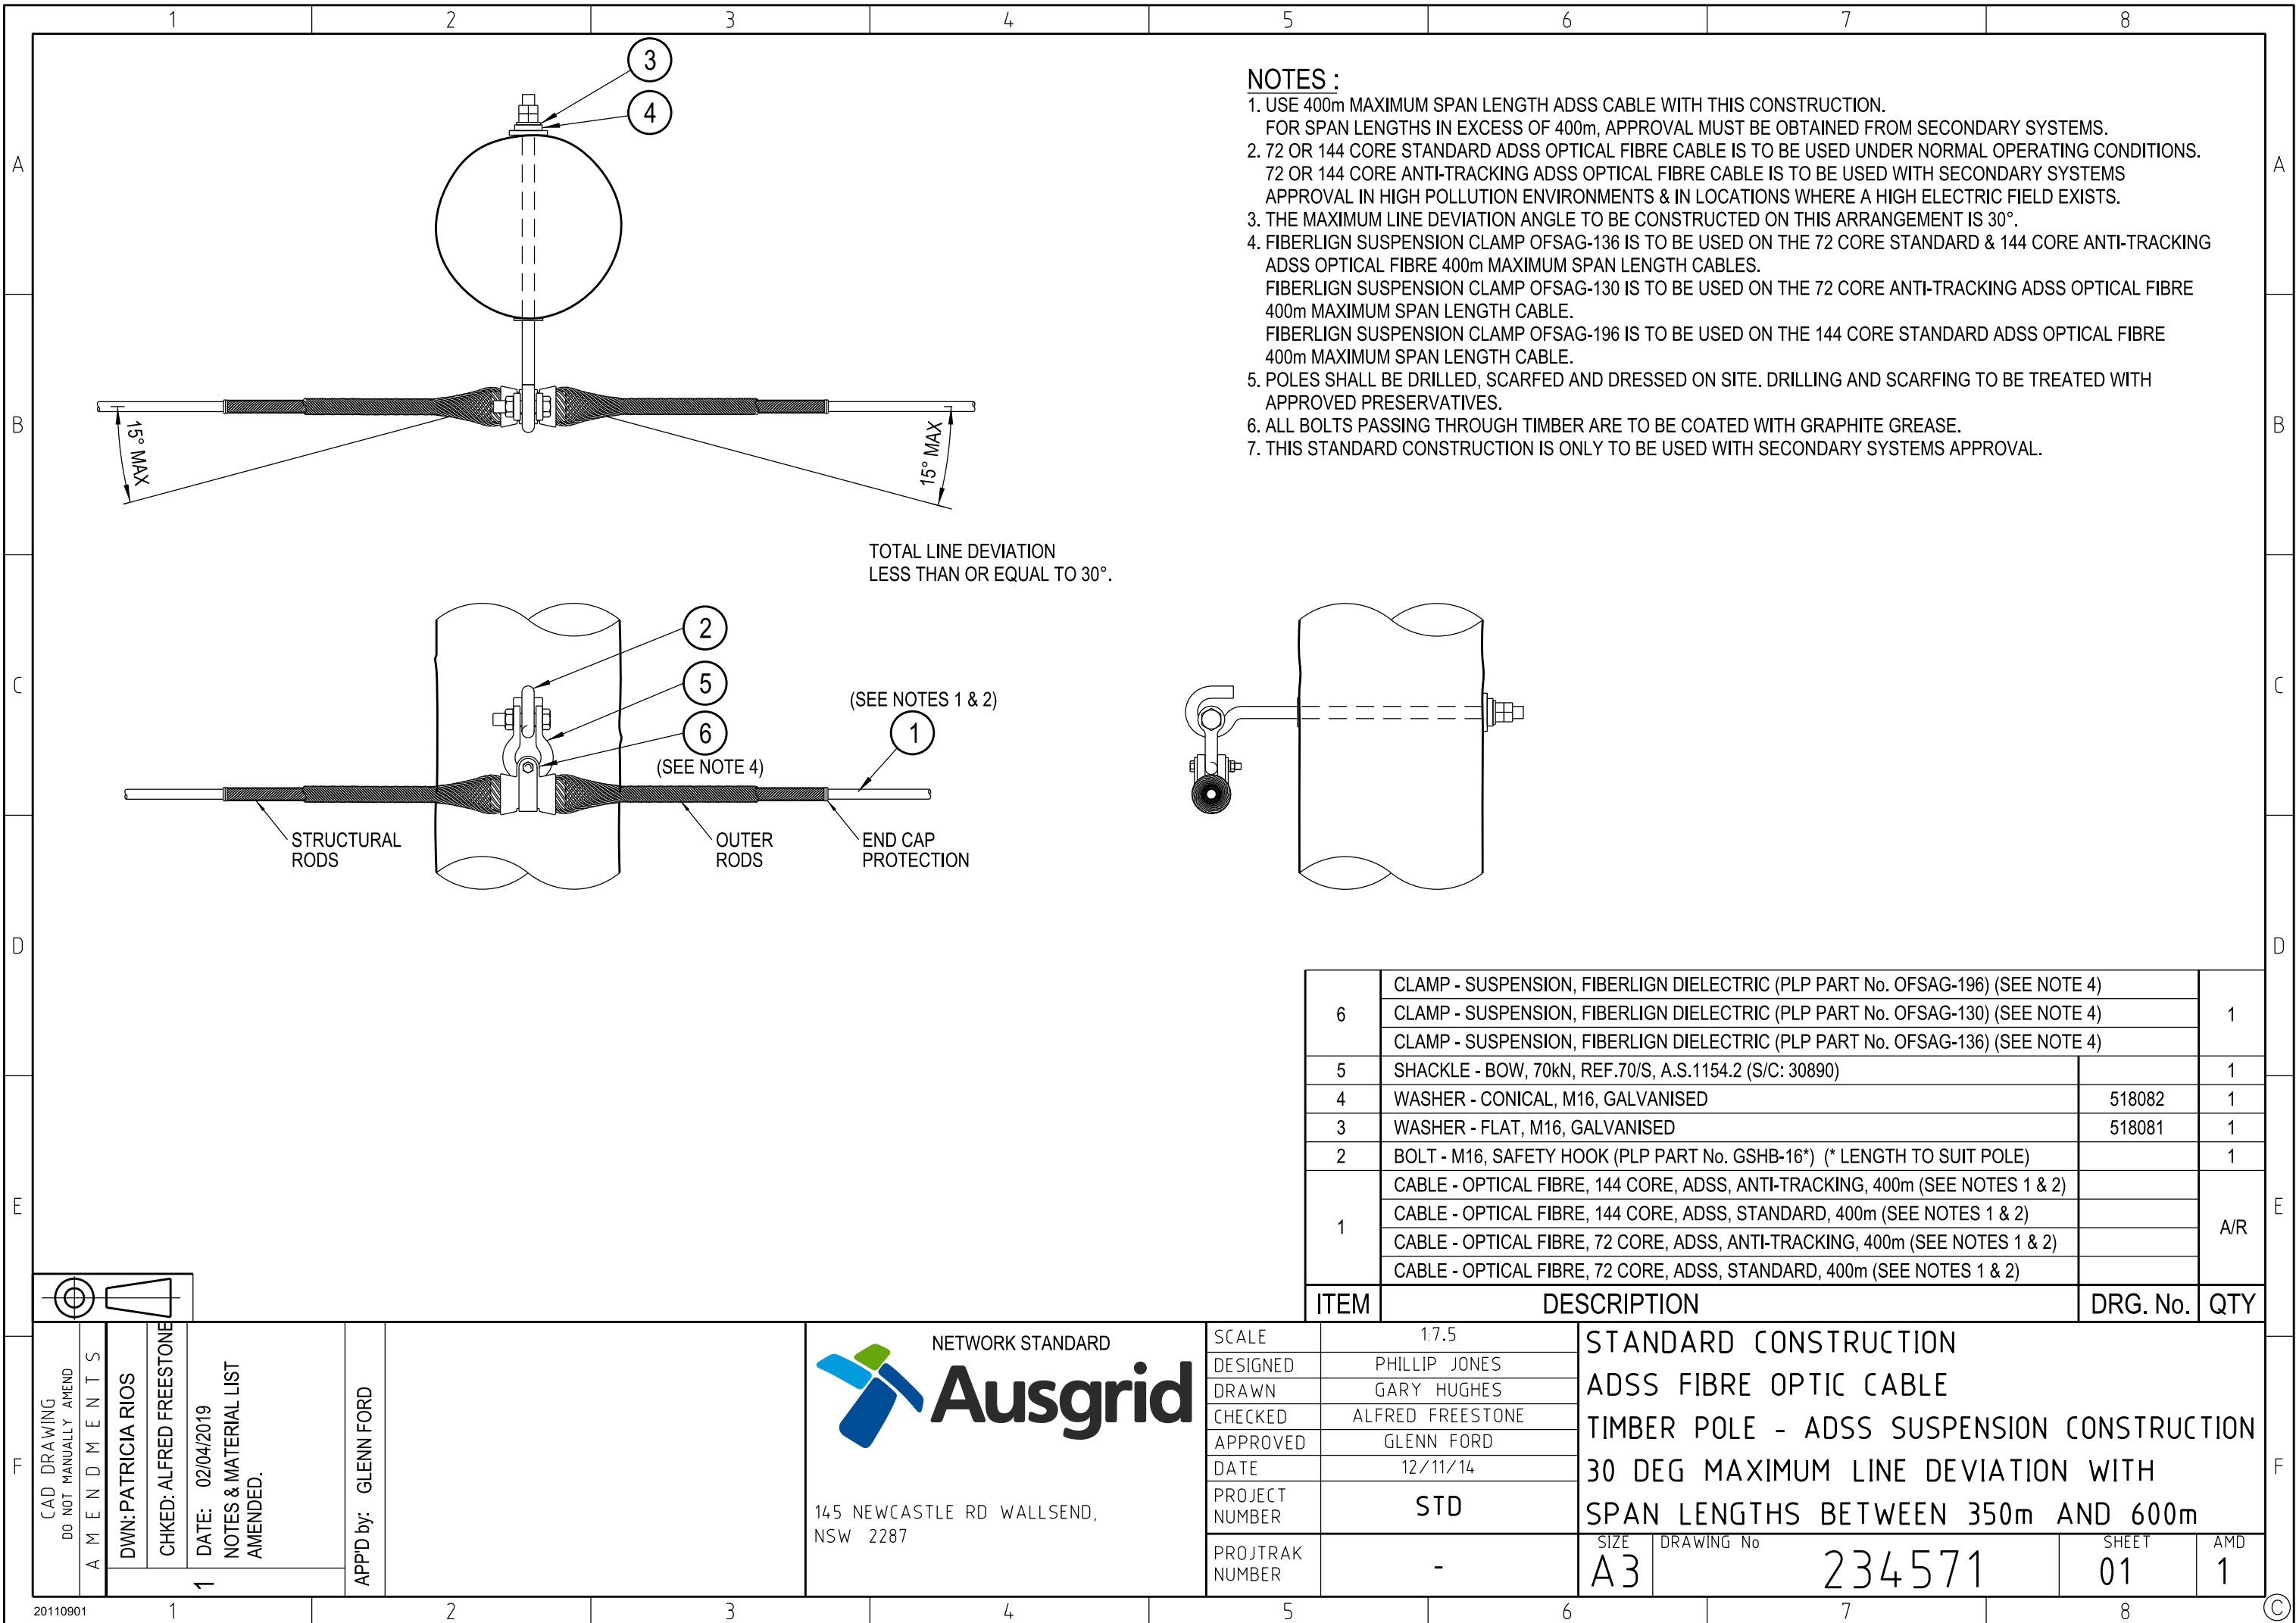 1 2 3 4 5 6 7 8
A A
B B
C C
D D
E E
F F
3
4
15° MAX
15° MAX
TOTAL LINE DEVIATION
LESS THAN OR EQUAL TO 30°.
NOTES :
1. USE 400m MAXIMUM SPAN LENGTH ADSS CABLE WITH THIS CONSTRUCTION.
FOR SPAN LENGTHS IN EXCESS OF 400m, APPROVAL MUST BE OBTAINED FROM SECONDARY SYSTEMS.
2. 72 OR 144 CORE STANDARD ADSS OPTICAL FIBRE CABLE IS TO BE USED UNDER NORMAL OPERATING CONDITIONS.
72 OR 144 CORE ANTI-TRACKING ADSS OPTICAL FIBRE CABLE IS TO BE USED WITH SECONDARY SYSTEMS
APPROVAL IN HIGH POLLUTION ENVIRONMENTS & IN LOCATIONS WHERE A HIGH ELECTRIC FIELD EXISTS.
3. THE MAXIMUM LINE DEVIATION ANGLE TO BE CONSTRUCTED ON THIS ARRANGEMENT IS 30°.
4. FIBERLIGN SUSPENSION CLAMP OFSAG-136 IS TO BE USED ON THE 72 CORE STANDARD & 144 CORE ANTI-TRACKING
ADSS OPTICAL FIBRE 400m MAXIMUM SPAN LENGTH CABLES.
FIBERLIGN SUSPENSION CLAMP OFSAG-130 IS TO BE USED ON THE 72 CORE ANTI-TRACKING ADSS OPTICAL FIBRE
400m MAXIMUM SPAN LENGTH CABLE.
FIBERLIGN SUSPENSION CLAMP OFSAG-196 IS TO BE USED ON THE 144 CORE STANDARD ADSS OPTICAL FIBRE
400m MAXIMUM SPAN LENGTH CABLE.
5. POLES SHALL BE DRILLED, SCARFED AND DRESSED ON SITE. DRILLING AND SCARFING TO BE TREATED WITH
APPROVED PRESERVATIVES.
6. ALL BOLTS PASSING THROUGH TIMBER ARE TO BE COATED WITH GRAPHITE GREASE.
7. THIS STANDARD CONSTRUCTION IS ONLY TO BE USED WITH SECONDARY SYSTEMS APPROVAL.
2
5
6
(SEE NOTE 4)
(SEE NOTES 1 & 2)
1
STRUCTURAL
RODS
OUTER
RODS
END CAP
PROTECTION
6 CLAMP - SUSPENSION, FIBERLIGN DIELECTRIC (PLP PART No. OFSAG-196) (SEE NOTE 4) 1
CLAMP - SUSPENSION, FIBERLIGN DIELECTRIC (PLP PART No. OFSAG-130) (SEE NOTE 4)
CLAMP - SUSPENSION, FIBERLIGN DIELECTRIC (PLP PART No. OFSAG-136) (SEE NOTE 4)
5 SHACKLE - BOW, 70kN, REF.70/S, A.S.1154.2 (S/C: 30890) 1
4 WASHER - CONICAL, M16, GALVANISED 518082 1
3 WASHER - FLAT, M16, GALVANISED 518081 1
2 BOLT - M16, SAFETY HOOK (PLP PART No. GSHB-16*) (* LENGTH TO SUIT POLE) 1
1 CABLE - OPTICAL FIBRE, 144 CORE, ADSS, ANTI-TRACKING, 400m (SEE NOTES 1 & 2) A/R
CABLE - OPTICAL FIBRE, 144 CORE, ADSS, STANDARD, 400m (SEE NOTES 1 & 2)
CABLE - OPTICAL FIBRE, 72 CORE, ADSS, ANTI-TRACKING, 400m (SEE NOTES 1 & 2)
CABLE - OPTICAL FIBRE, 72 CORE, ADSS, STANDARD, 400m (SEE NOTES 1 & 2)
ITEM DESCRIPTION DRG. No. QTY
CAD DRAWING
DO NOT MANUALLY AMEND
AMENDMENTS
DWN: PATRICIA RIOS
CHKED: ALFRED FREESTONE
DATE: 02/04/2019
NOTES & MATERIAL LIST
AMENDED.
1
APP'D by: GLENN FORD
NETWORK STANDARD
Ausgrid
145 NEWCASTLE RD WALLSEND,
NSW 2287
SCALE 1:7.5
DESIGNED PHILLIP JONES
DRAWN GARY HUGHES
CHECKED ALFRED FREESTONE
APPROVED GLENN FORD
DATE 12/11/14
PROJECT
NUMBER STD
PROJTRAK
NUMBER -
STANDARD CONSTRUCTION
ADSS FIBRE OPTIC CABLE
TIMBER POLE - ADSS SUSPENSION CONSTRUCTION
30 DEG MAXIMUM LINE DEVIATION WITH
SPAN LENGTHS BETWEEN 350m AND 600m
SIZE A3
DRAWING No 234571
SHEET 01
AMD 1
20110901
1 2 3 4 5 6 7 8
©